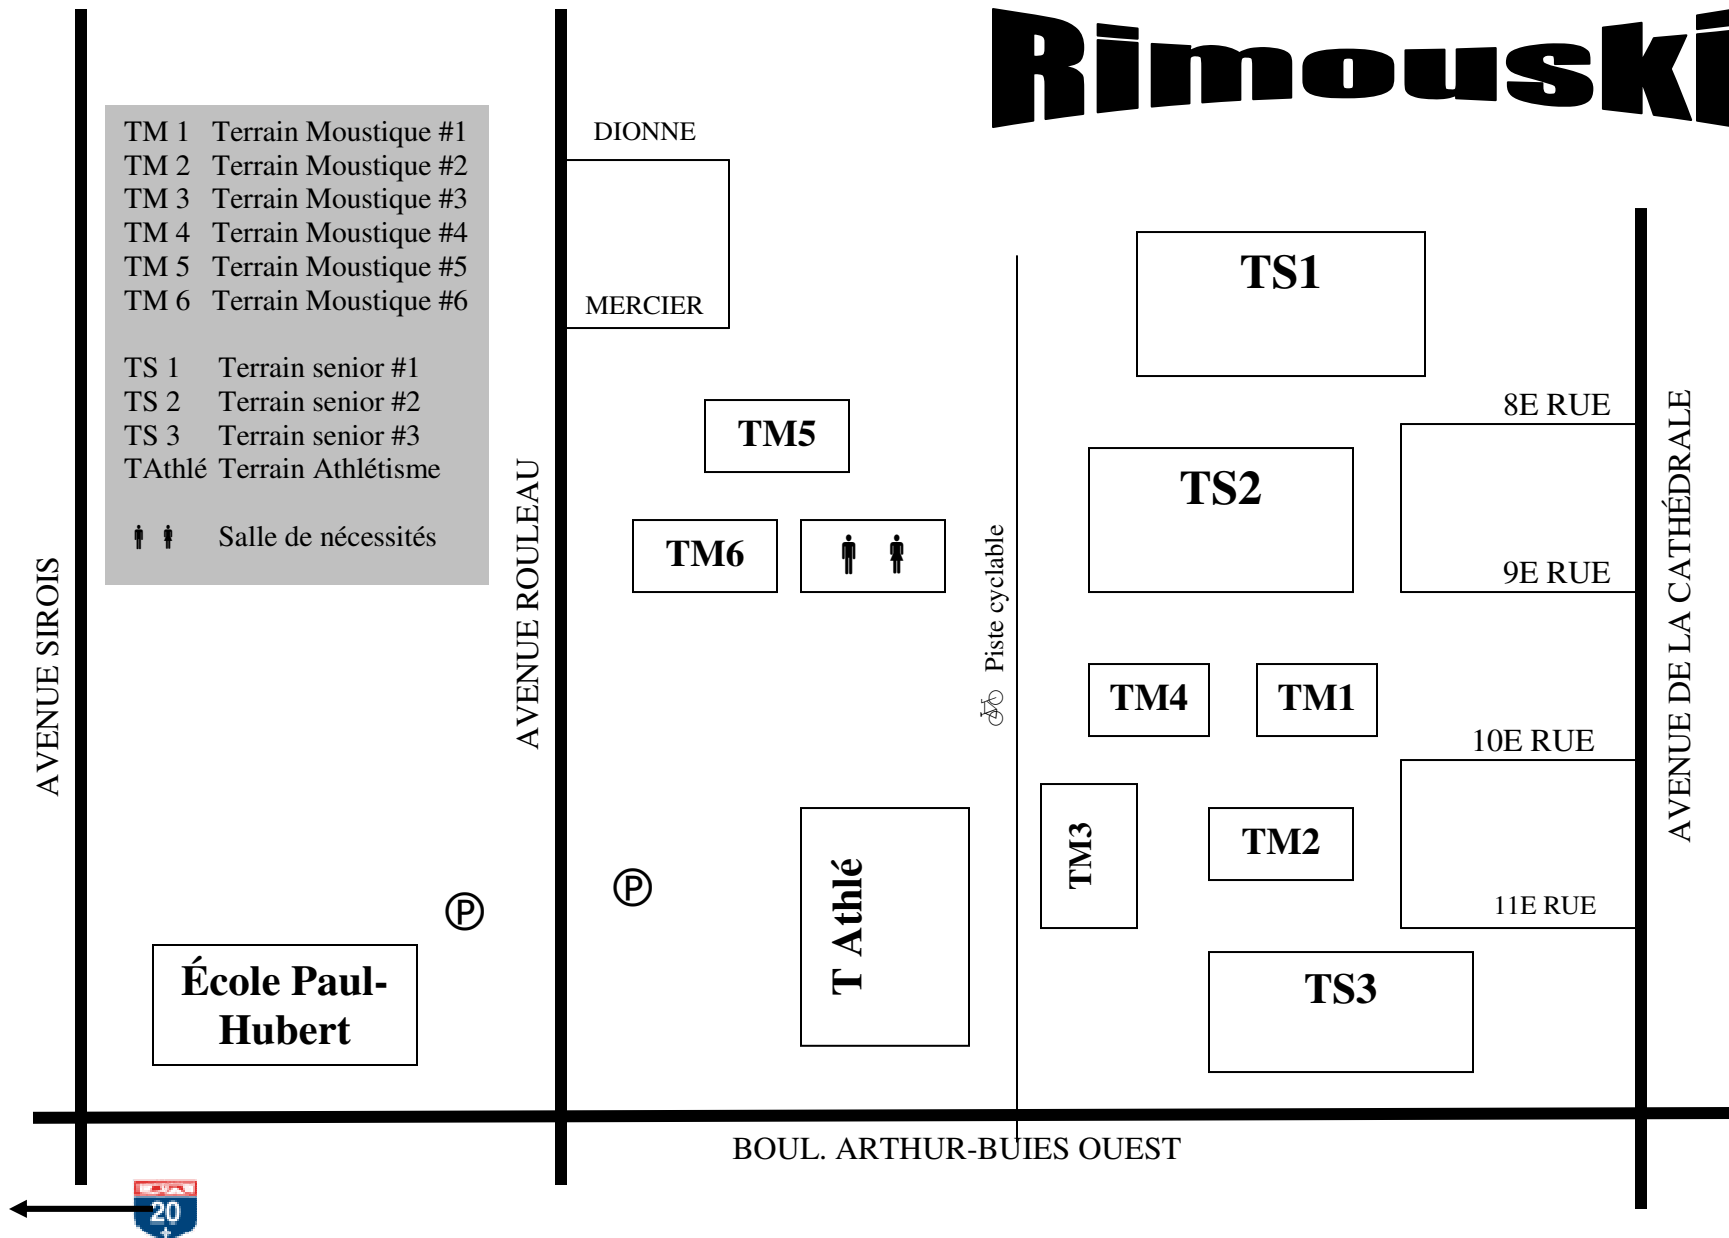 Rimouski
TM 1 Terrain Moustique #1
TM 2 Terrain Moustique #2
TM 3 Terrain Moustique #3
TM 4 Terrain Moustique #4
TM 5 Terrain Moustique #5
TM 6 Terrain Moustique #6
TS 1 Terrain senior #1
TS 2 Terrain senior #2
TS 3 Terrain senior #3
TAthlé Terrain Athlétisme
Salle de nécessités
DIONNE
MERCIER
TS1
8E RUE
TM5
TS2
TM6
9E RUE
AVENUE SIROIS
AVENUE ROULEAU
Piste cyclable
AVENUE DE LA CATHÉDRALE
TM4
TM1
10E RUE
TM3
TM2
T Athlé
P
P
11E RUE
École Paul-
Hubert
TS3
BOUL. ARTHUR-BUIES OUEST
20